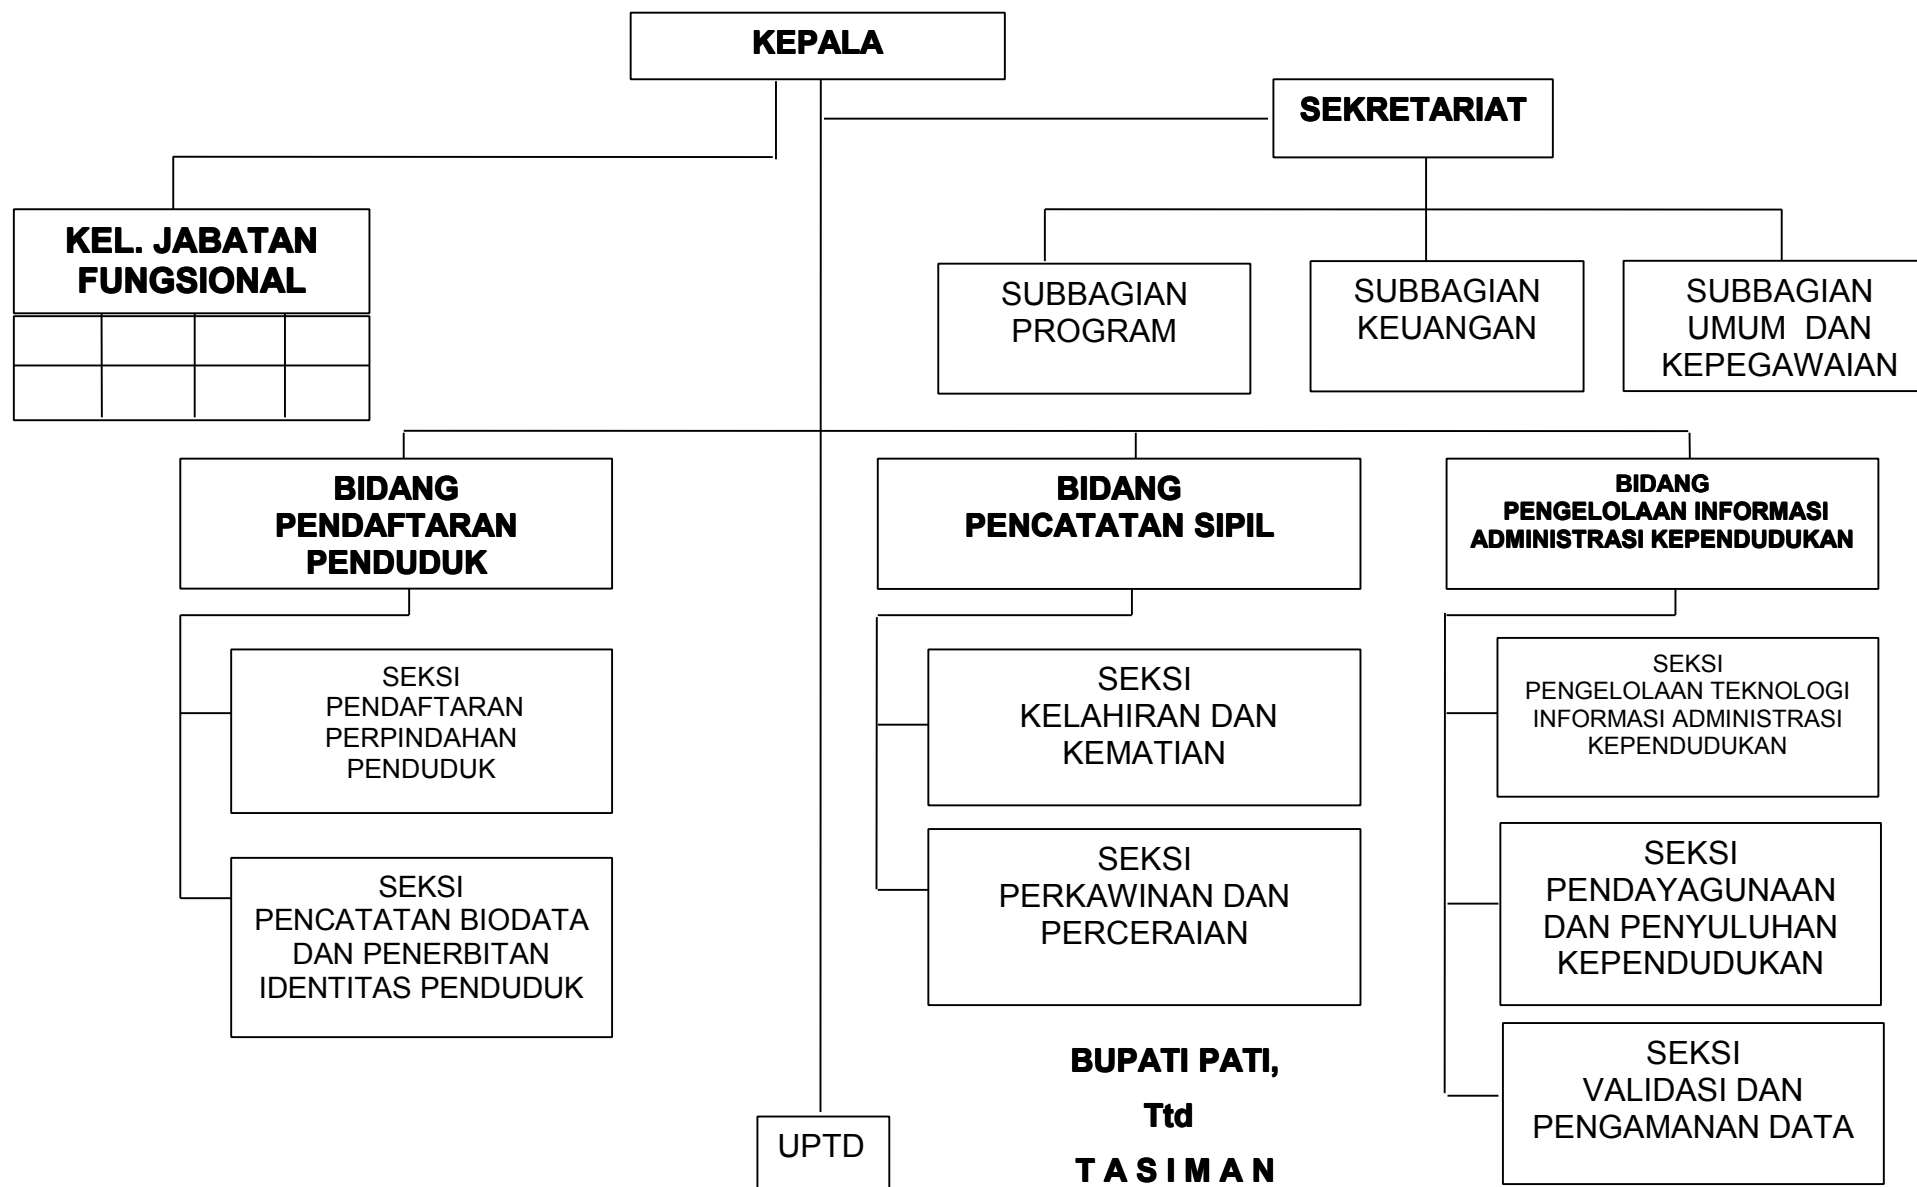 KEPALA
SEKRETARIAT
KEL. JABATAN
FUNGSIONAL
SUBBAGIAN
PROGRAM
SUBBAGIAN
KEUANGAN
SUBBAGIAN
UMUM DAN
KEPEGAWAIAN
BIDANG
PENDAFTARAN
PENDUDUK
BIDANG
PENCATATAN SIPIL
BIDANG
PENGELOLAAN INFORMASI
ADMINISTRASI KEPENDUDUKAN
SEKSI
PENDAFTARAN
PERPINDAHAN
PENDUDUK
SEKSI
KELAHIRAN DAN
KEMATIAN
SEKSI
PENGELOLAAN TEKNOLOGI
INFORMASI ADMINISTRASI
KEPENDUDUKAN
SEKSI
PENCATATAN BIODATA
DAN PENERBITAN
IDENTITAS PENDUDUK
SEKSI
PERKAWINAN DAN
PERCERAIAN
SEKSI
PENDAYAGUNAAN
DAN PENYULUHAN
KEPENDUDUKAN
SEKSI
VALIDASI DAN
PENGAMANAN DATA
UPTD
BUPATI PATI,
Ttd
T A S I M A N